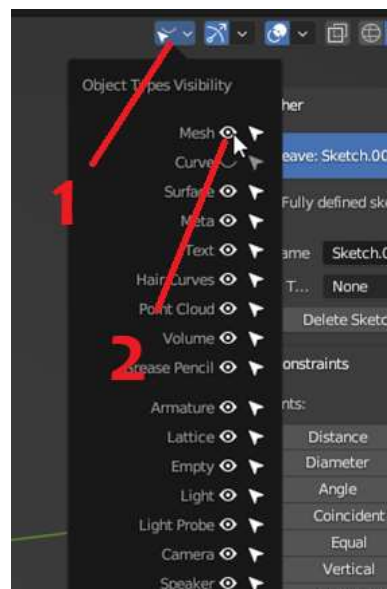 Object Types Visibility
Mesh
Curve
Surface
Meta
Text
Hair Curves
Point Cloud
Volume
Grease Pencil
Armature
Lattice
Empty
Light
Light Probe
Camera
Speaker
1
2
her
eave: Sketch.00
Fully defined ske
ame Sketch.0
T... None
Delete Sketc
onstraints
nts:
Distance
Diameter
Angle
Coincident
Equal
Vertical